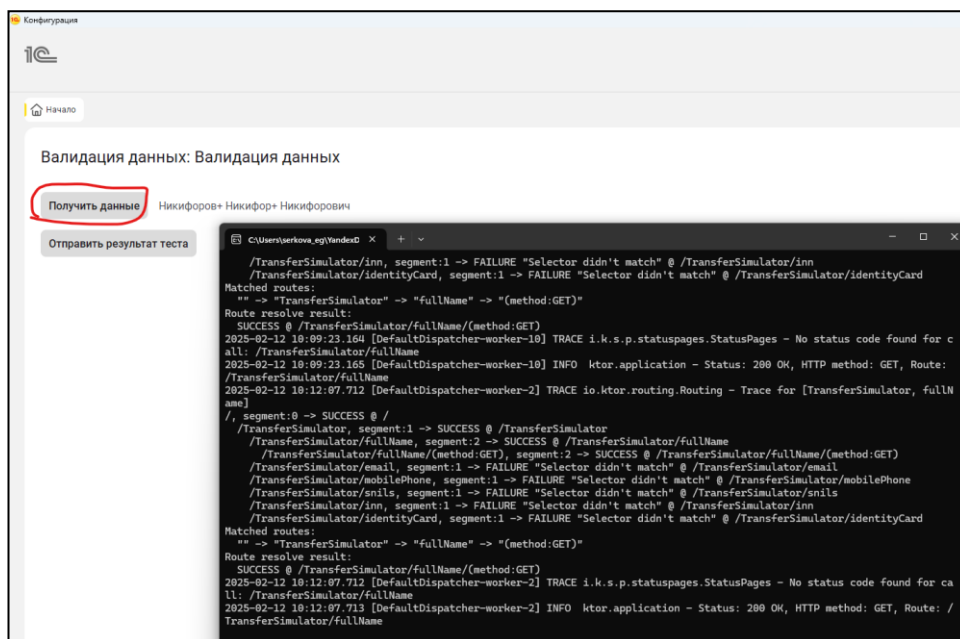 Конфигурация
1С
Начало
Валидация данных: Валидация данных
Получить данные Никифоров+ Никифор+ Никифорович
Отправить результат теста
C:\Users\serkova_eg\YandexD
/TransferSimulator/inn, segment:1 -> FAILURE "Selector didn't match" @ /TransferSimulator/inn
/TransferSimulator/identityCard, segment:1 -> FAILURE "Selector didn't match" @ /TransferSimulator/identityCard
Matched routes:
"" -> "TransferSimulator" -> "fullName" -> "(method:GET)"
Route resolve result:
SUCCESS @ /TransferSimulator/fullName/(method:GET)
2025-02-12 10:09:23.164 [DefaultDispatcher-worker-10] TRACE i.k.s.p.statuspages.StatusPages - No status code found for c
all: /TransferSimulator/fullName
2025-02-12 10:09:23.165 [DefaultDispatcher-worker-10] INFO  ktor.application - Status: 200 OK, HTTP method: GET, Route:
/TransferSimulator/fullName
2025-02-12 10:12:07.712 [DefaultDispatcher-worker-2] TRACE io.ktor.routing.Routing - Trace for [TransferSimulator, fullN
ame]
/, segment:0 -> SUCCESS @ /
/TransferSimulator, segment:1 -> SUCCESS @ /TransferSimulator
/TransferSimulator/fullName, segment:2 -> SUCCESS @ /TransferSimulator/fullName
/TransferSimulator/fullName/(method:GET), segment:2 -> SUCCESS @ /TransferSimulator/fullName/(method:GET)
/TransferSimulator/email, segment:1 -> FAILURE "Selector didn't match" @ /TransferSimulator/email
/TransferSimulator/mobilePhone, segment:1 -> FAILURE "Selector didn't match" @ /TransferSimulator/mobilePhone
/TransferSimulator/snils, segment:1 -> FAILURE "Selector didn't match" @ /TransferSimulator/snils
/TransferSimulator/inn, segment:1 -> FAILURE "Selector didn't match" @ /TransferSimulator/inn
/TransferSimulator/identityCard, segment:1 -> FAILURE "Selector didn't match" @ /TransferSimulator/identityCard
Matched routes:
"" -> "TransferSimulator" -> "fullName" -> "(method:GET)"
Route resolve result:
SUCCESS @ /TransferSimulator/fullName/(method:GET)
2025-02-12 10:12:07.712 [DefaultDispatcher-worker-2] TRACE i.k.s.p.statuspages.StatusPages - No status code found for ca
ll: /TransferSimulator/fullName
2025-02-12 10:12:07.713 [DefaultDispatcher-worker-2] INFO  ktor.application - Status: 200 OK, HTTP method: GET, Route: /
TransferSimulator/fullName